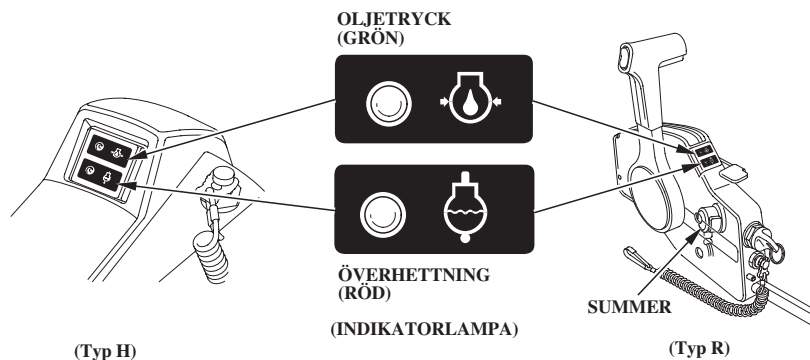 OLJETRYCK
(GRÖN)
ÖVERHETTNING
(RÖD)
SUMMER
(INDIKATORLAMPA)
(Typ H)
(Typ R)